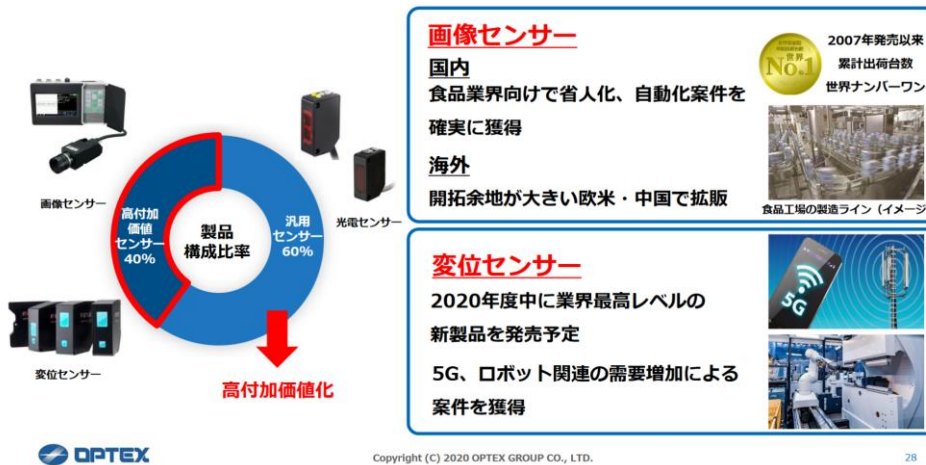 画像センサー
高付加
価値
センサー
40%
製品
構成比率
汎用
センサー
60%
光電センサー
変位センサー
高付加価値化
画像センサー
国内
食品業界向けで省人化、自動化案件を
確実に獲得
海外
開拓余地が大きい欧米・中国で拡販
世界
No.1
2007年発売以来
累計出荷台数
世界ナンバーワン
食品工場の製造ライン（イメージ
変位センサー
2020年度中に業界最高レベルの
新製品を発売予定
5G、ロボット関連の需要増加による
案件を獲得
5G
OPTEX
Copyright (C) 2020 OPTEX GROUP CO., LTD.
28